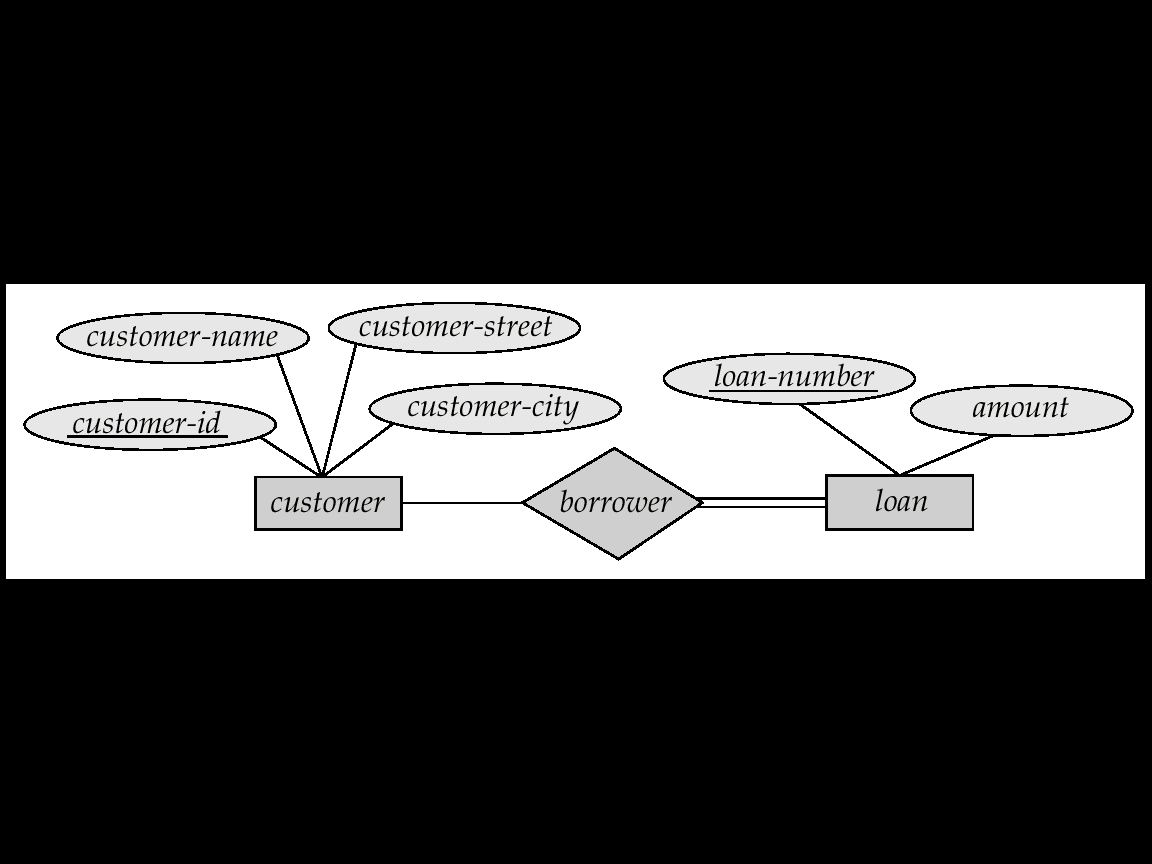 customer-name
customer-street
customer-id
customer-city
loan-number
amount
customer
borrower
loan